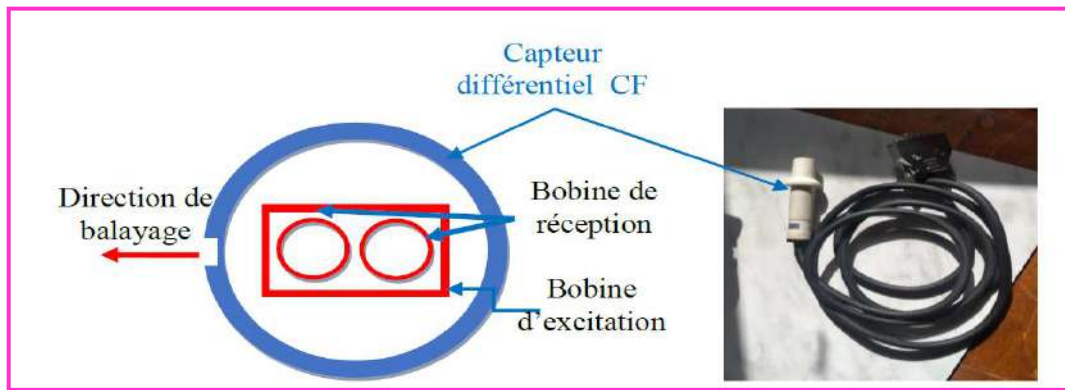 Capteur
différentiel CF
Direction de
balayage
Bobine de
réception
Bobine
d’excitation